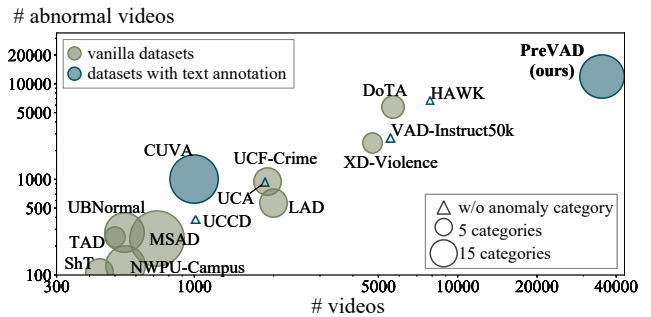 # abnormal videos
20000
10000
5000
1000
500
100
vanilla datasets
datasets with text annotation
PreVAD
(ours)
DoTA
HAWK
VAD-Instruct50k
XD-Violence
CUVA
UCF-Crime
UCA
LAD
UCCD
UBNormal
TAD
MSAD
ShT
NWPU-Campus
w/o anomaly category
5 categories
15 categories
300
1000
5000
10000
20000
40000
# videos